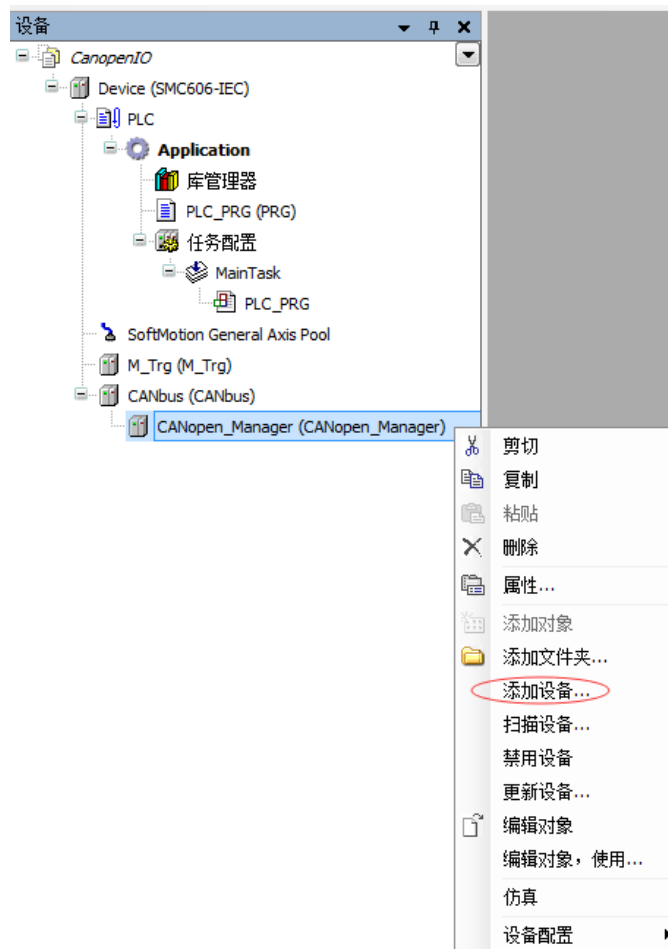 设备
CanopenIO
Device (SMC606-IEC)
PLC
Application
库管理器
PLC_PRG (PRG)
任务配置
MainTask
PLC_PRG
SoftMotion General Axis Pool
M_Trg (M_Trg)
CANbus (CANbus)
CANopen_Manager (CANopen_Manager)
剪切
复制
粘贴
删除
属性...
添加对象
添加文件夹...
添加设备...
扫描设备...
禁用设备
更新设备...
编辑对象
编辑对象，使用...
仿真
设备配置